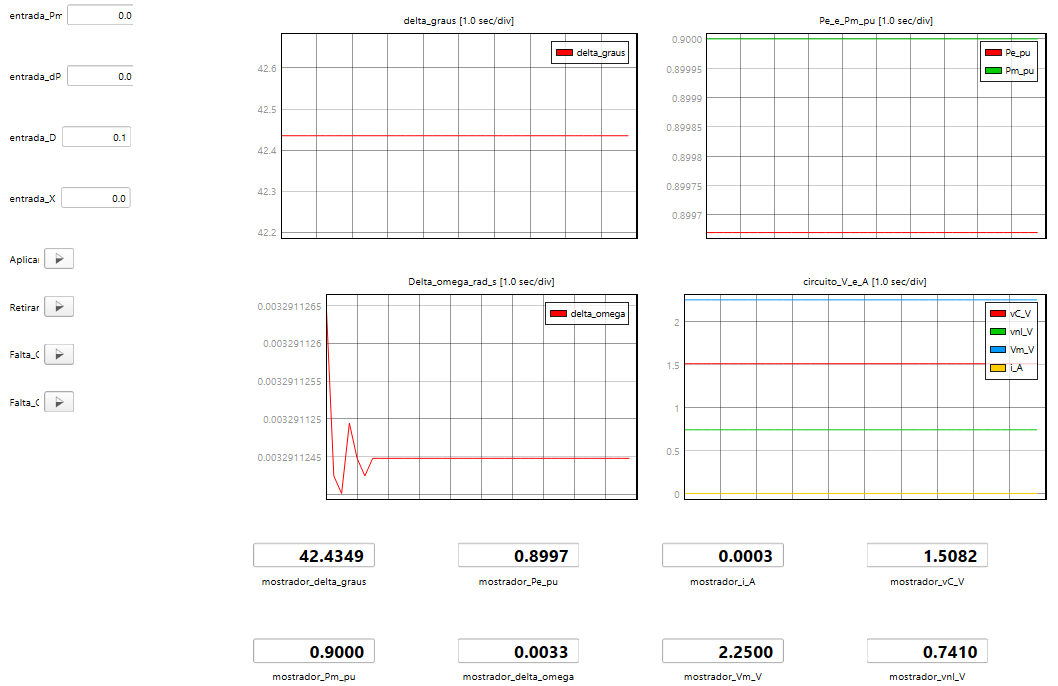 entrada_Pm 0.0
entrada_dP 0.0
entrada_D 0.1
entrada_X 0.0
Aplicar
Retirar
Falta_C
Falta_C
delta_graus [1.0 sec/div]
delta_graus
42.6
42.5
42.4
42.3
42.2
Pe_e_Pm_pu [1.0 sec/div]
Pe_pu
Pm_pu
0.9000
0.89995
0.8999
0.89985
0.8998
0.89975
0.8997
Delta_omega_rad_s [1.0 sec/div]
delta_omega
0.0032911265
0.003291126
0.0032911255
0.003291125
0.0032911245
circuito_V_e_A [1.0 sec/div]
vC_V
vnl_V
Vm_V
i_A
2
1.5
1
0.5
0
42.4349
mostrador_delta_graus
0.8997
mostrador_Pe_pu
0.0003
mostrador_i_A
1.5082
mostrador_vC_V
0.9000
mostrador_Pm_pu
0.0033
mostrador_delta_omega
2.2500
mostrador_Vm_V
0.7410
mostrador_vnl_V